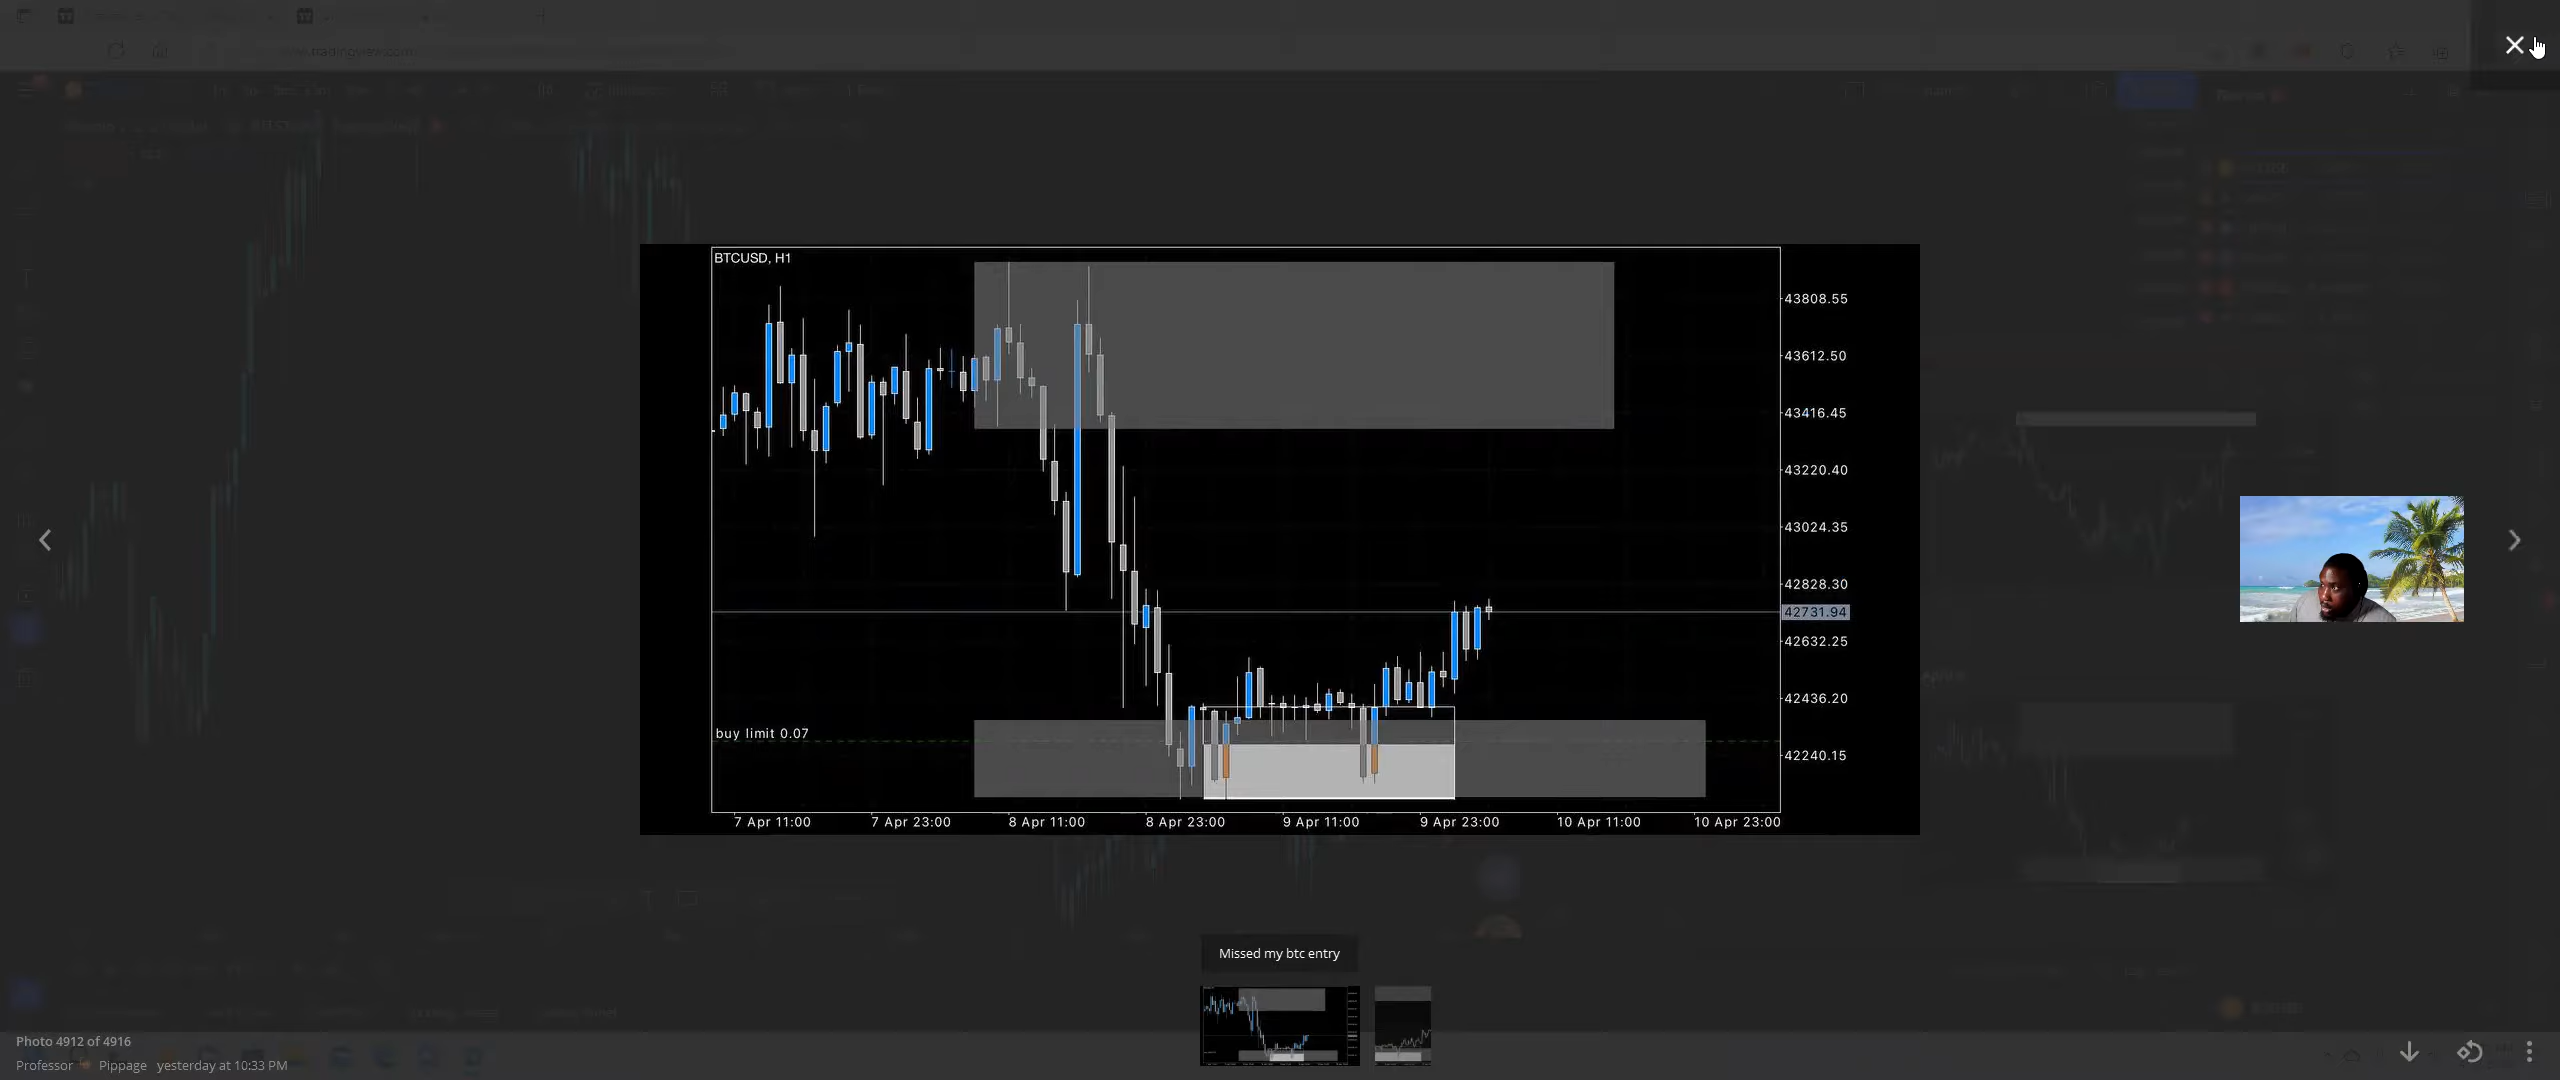 www.tradingview.com
BTCUSD, H1
43808.55
43612.50
43416.45
43220.40
43024.35
42828.30
42731.94
42632.25
42436.20
buy limit 0.07
42240.15
7 Apr 11:00
7 Apr 23:00
8 Apr 11:00
8 Apr 23:00
9 Apr 11:00
9 Apr 23:00
10 Apr 11:00
10 Apr 23:00
Missed my btc entry
Photo 4912 of 4916
Professor Pippage yesterday at 10:33 PM